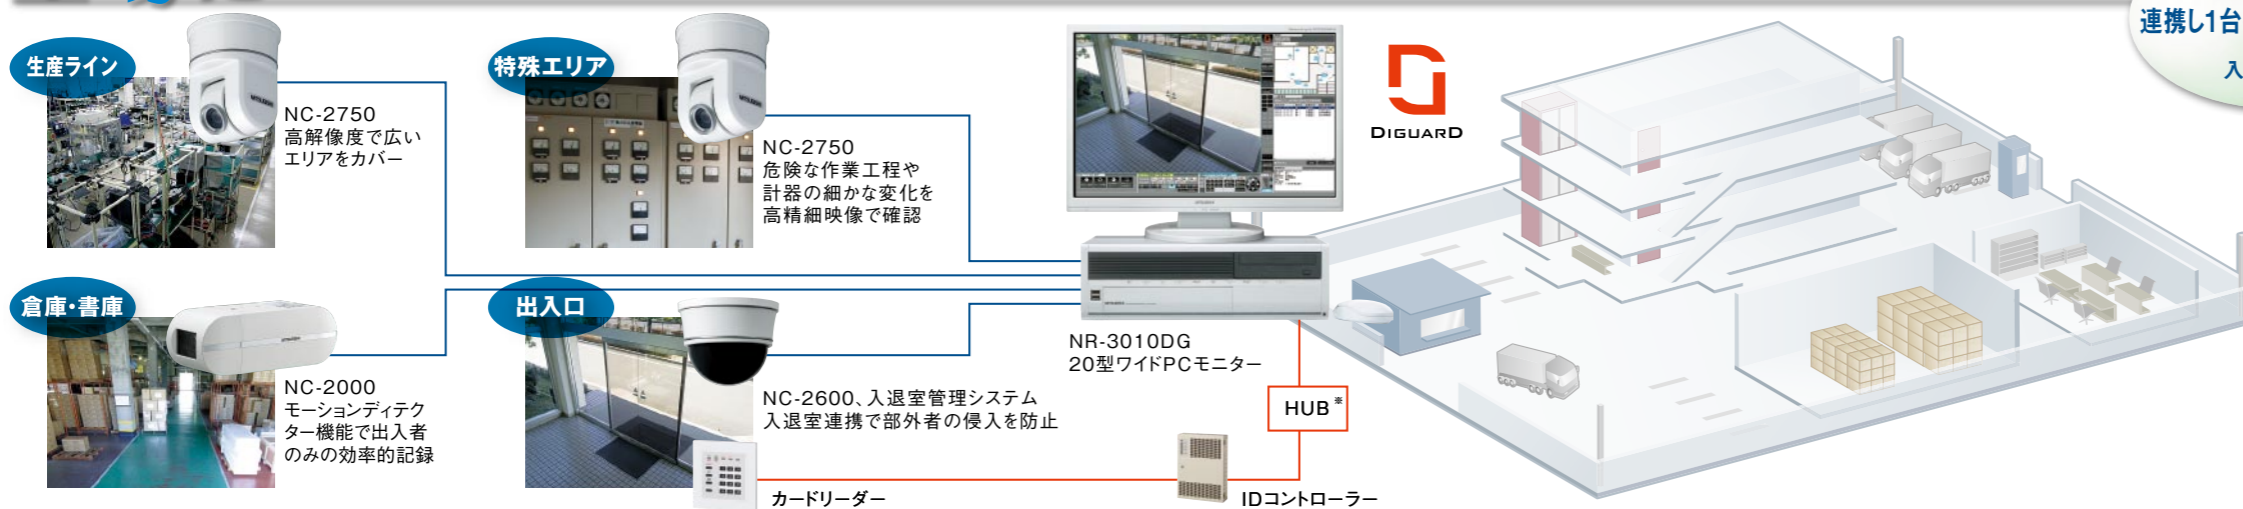 生産ライン
NC-2750
高解像度で広い
エリアをカバー
特殊エリア
NC-2750
危険な作業工程や
計器の細かな変化を
高精細映像で確認
倉庫・書庫
NC-2000
モーションディテク
ター機能で出入者
のみの効率的記録
出入口
NC-2600、入退室管理システム
入退室連携で部外者の侵入を防止
カードリーダー
NR-3010DG
20型ワイドPCモニター
HUB※
IDコントローラー
DIGUARD
連携し1台
入